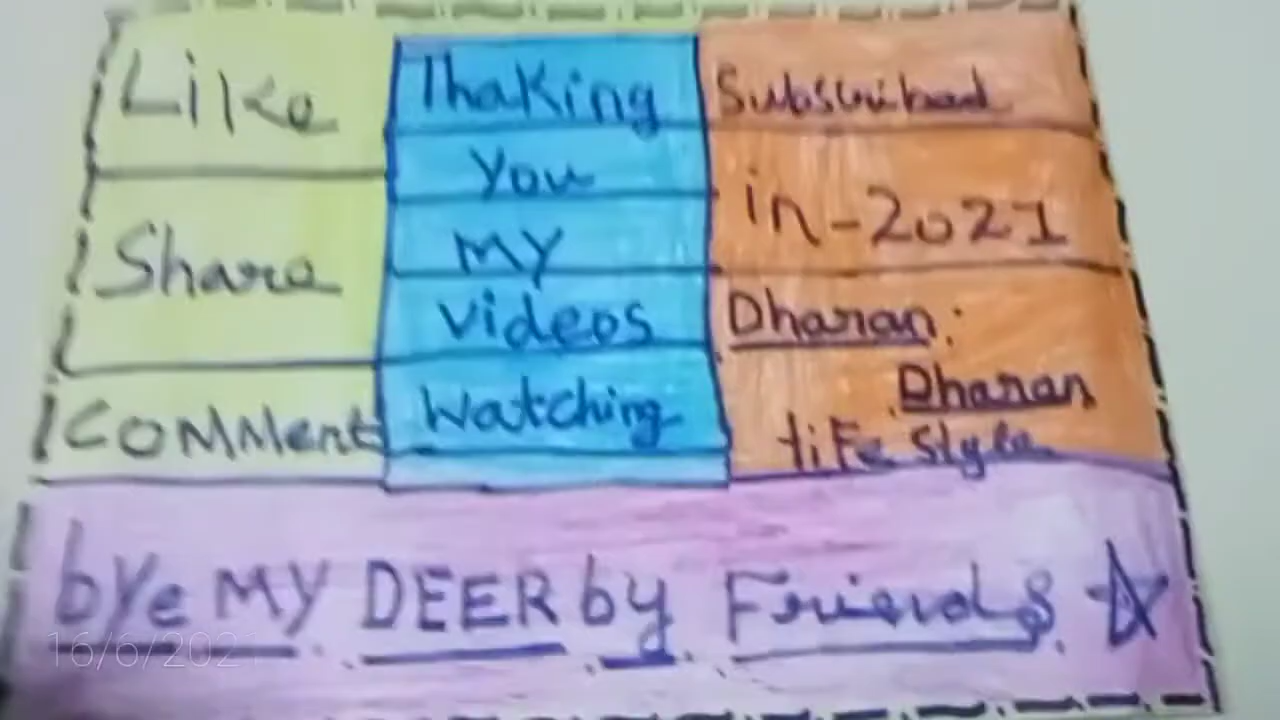 Like
Share
Comment
Thaking
You
my
videos
Watching
Subscribed
in-2021
Dharan.
Dharan
life style
bye MY DEER by Friends
16/6/2021